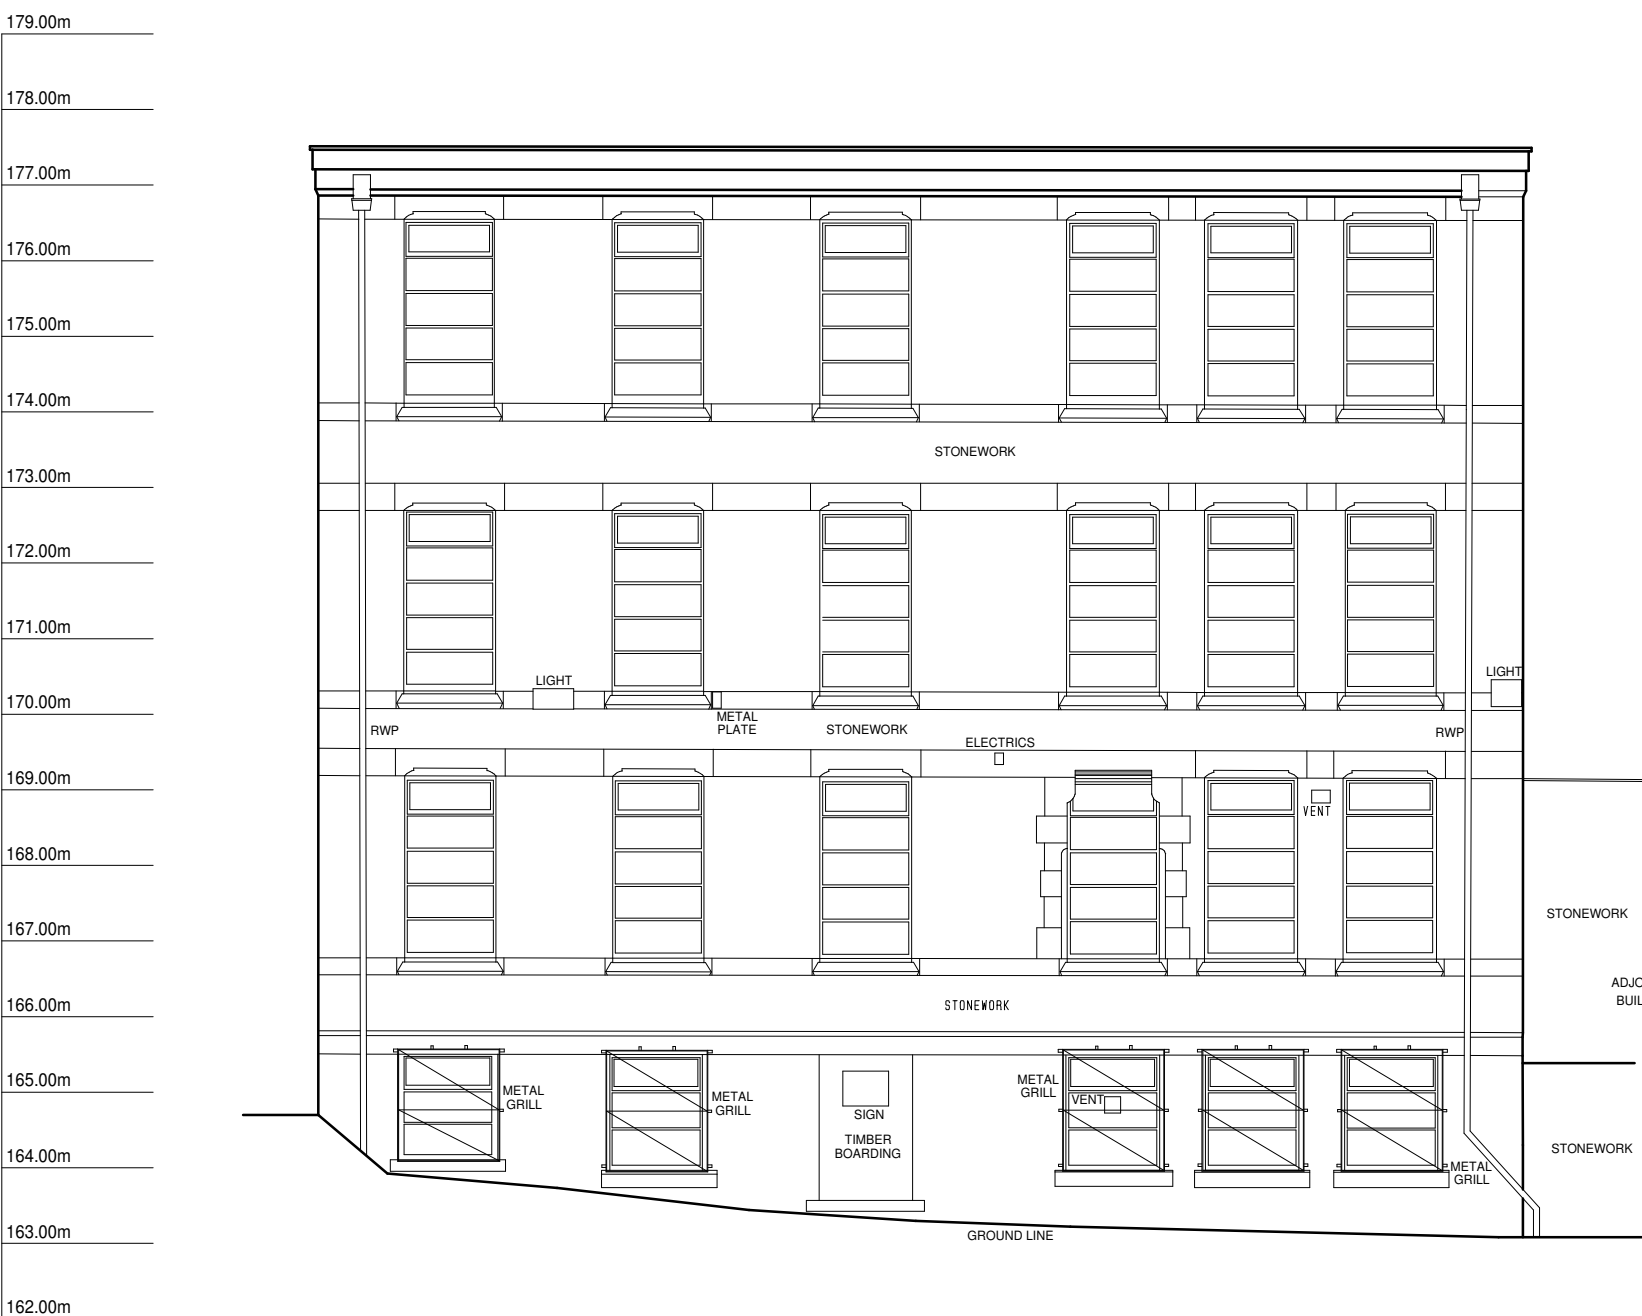 179.00m
178.00m
177.00m
176.00m
175.00m
174.00m
173.00m
172.00m
171.00m
170.00m
169.00m
168.00m
167.00m
166.00m
165.00m
164.00m
163.00m
162.00m
STONEWORK
LIGHT
LIGHT
METAL
PLATE
RWP
STONEWORK
RWP
ELECTRICS
VENT
STONEWORK
ADJO
BUIL
STONEWORK
METAL
GRILL
METAL
GRILL
SIGN
TIMBER
BOARDING
METAL
GRILL
VENT
METAL
GRILL
STONEWORK
GROUND LINE